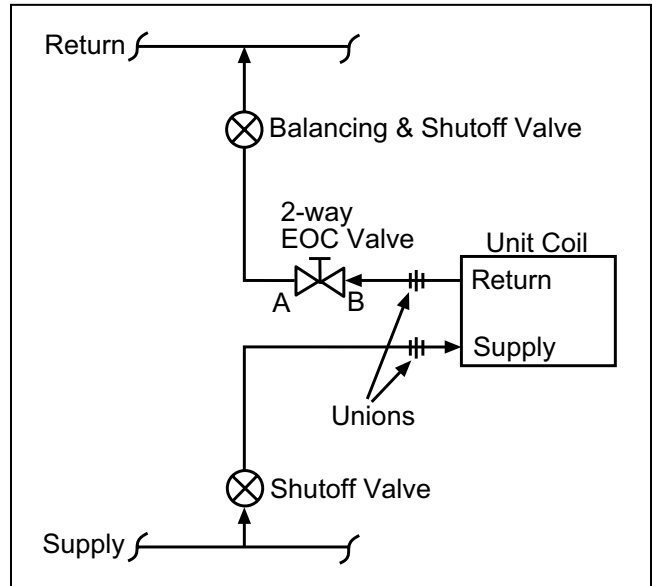 Return
Balancing & Shutoff Valve
2-way
EOC Valve
Unit Coil
A
B
Return
Supply
Unions
Shutoff Valve
Supply